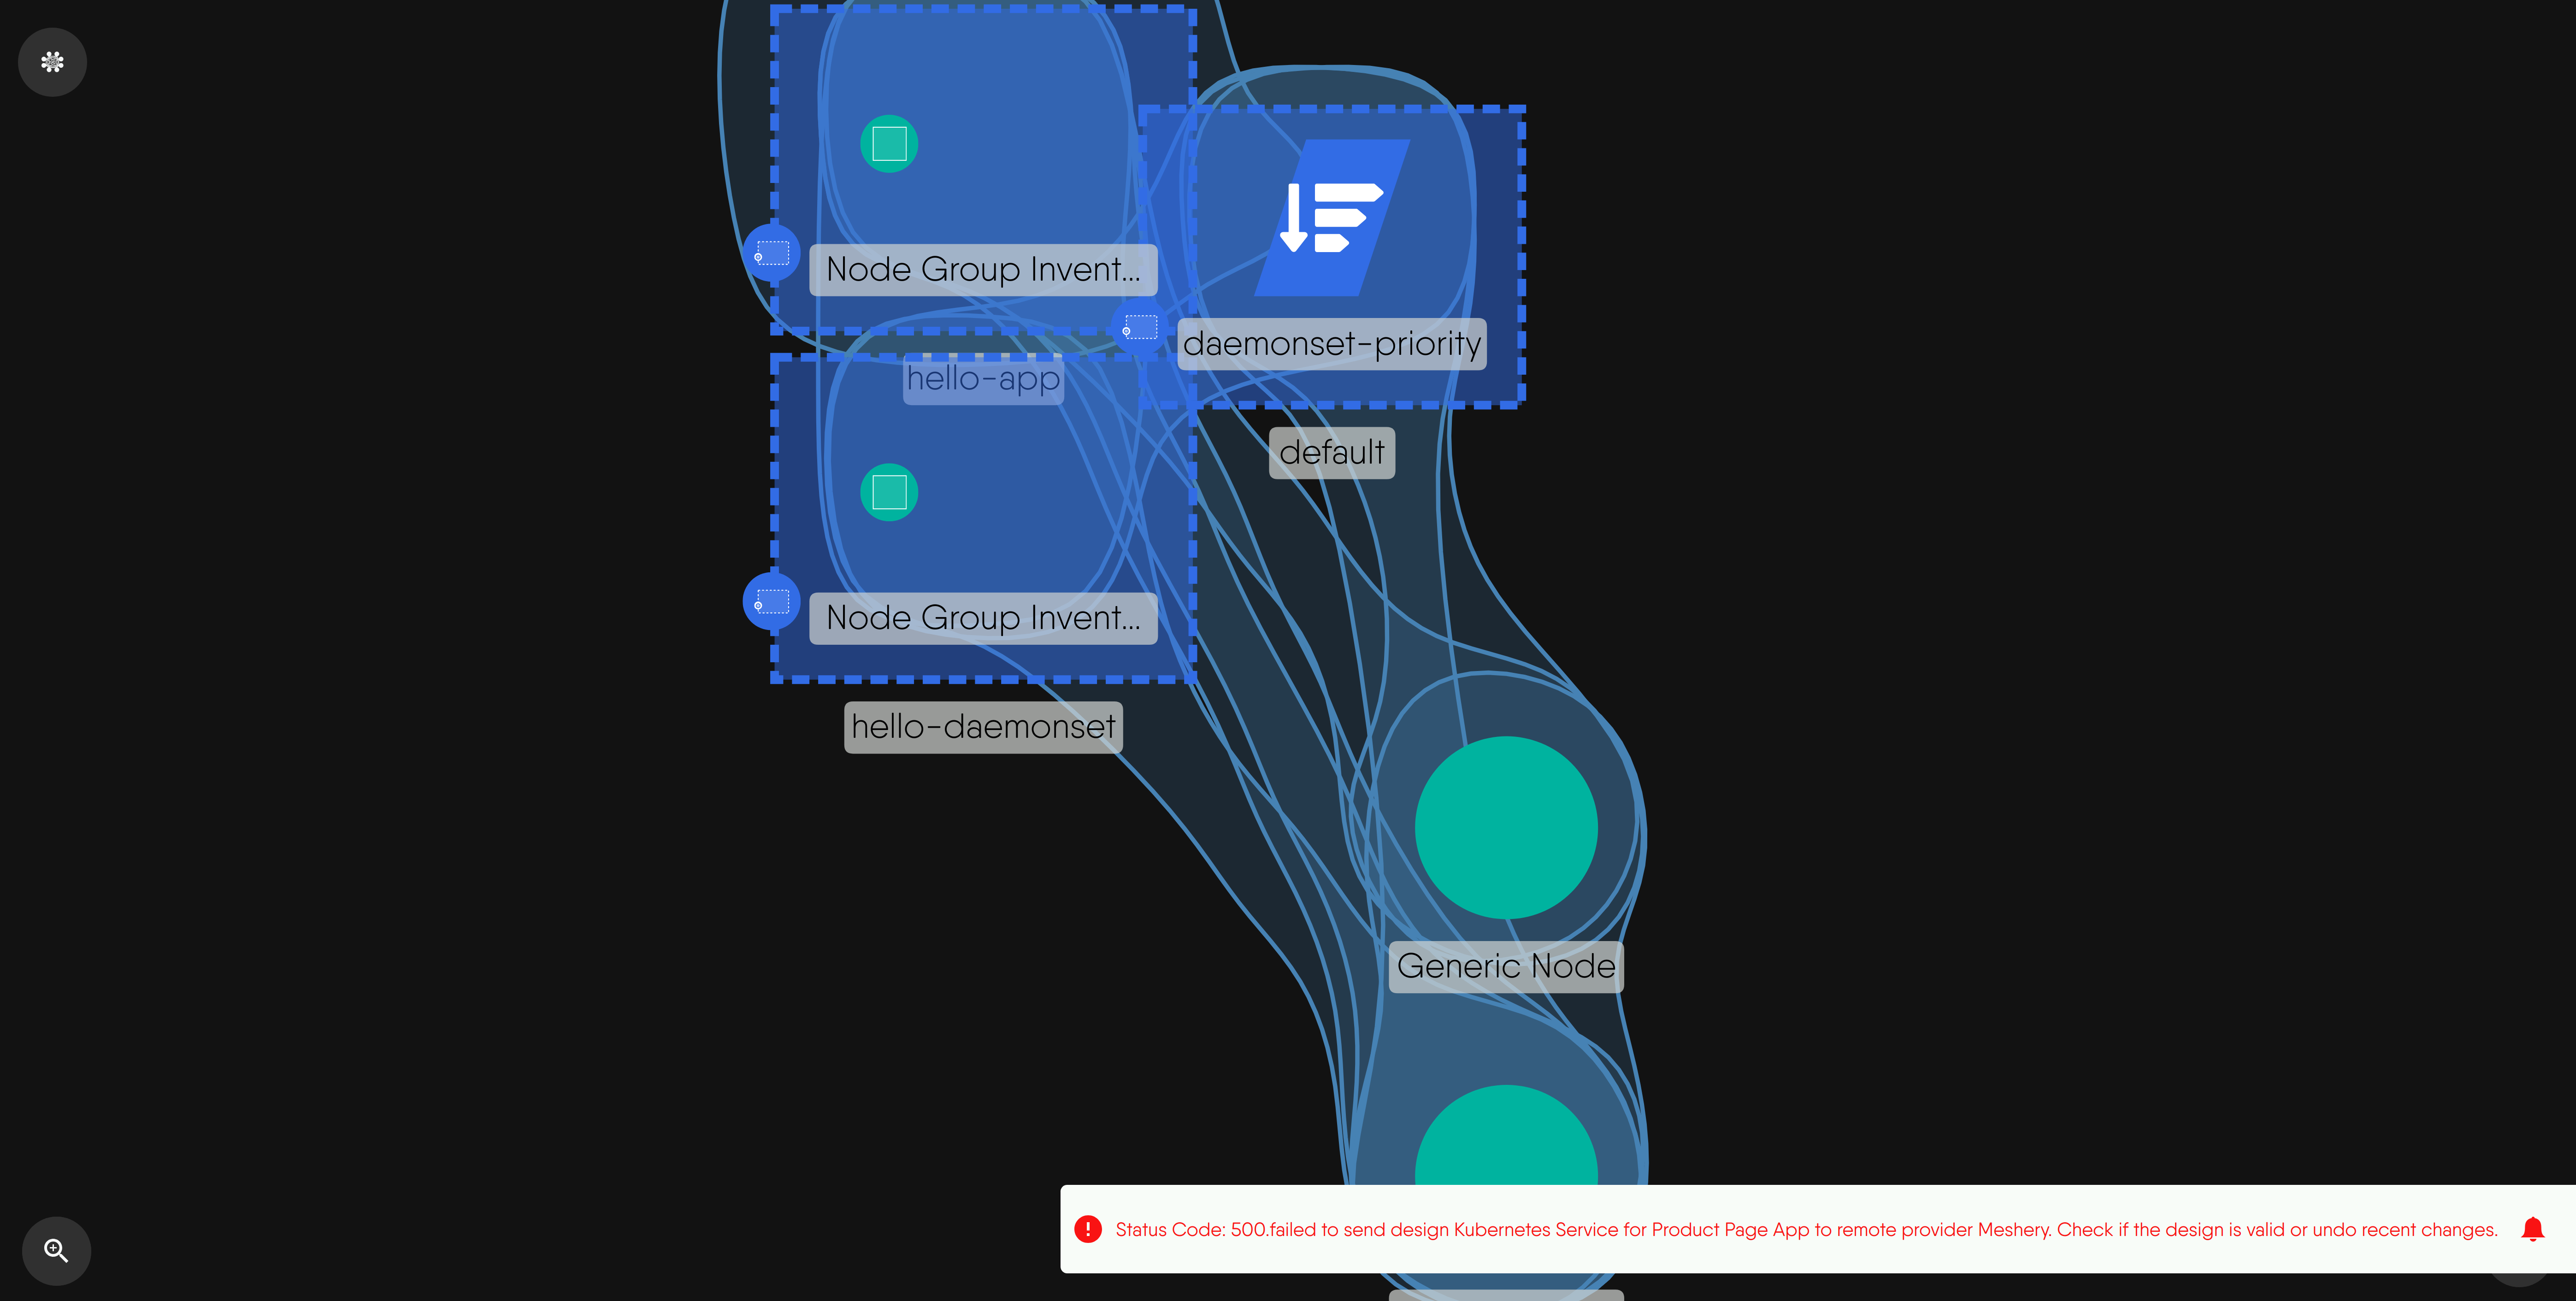 Node Group Invent...
daemonset-priority
hello-app
default
Node Group Invent...
hello-daemonset
Generic Node
Status Code: 500.failed to send design Kubernetes Service for Product Page App to remote provider Meshery. Check if the design is valid or undo recent changes.